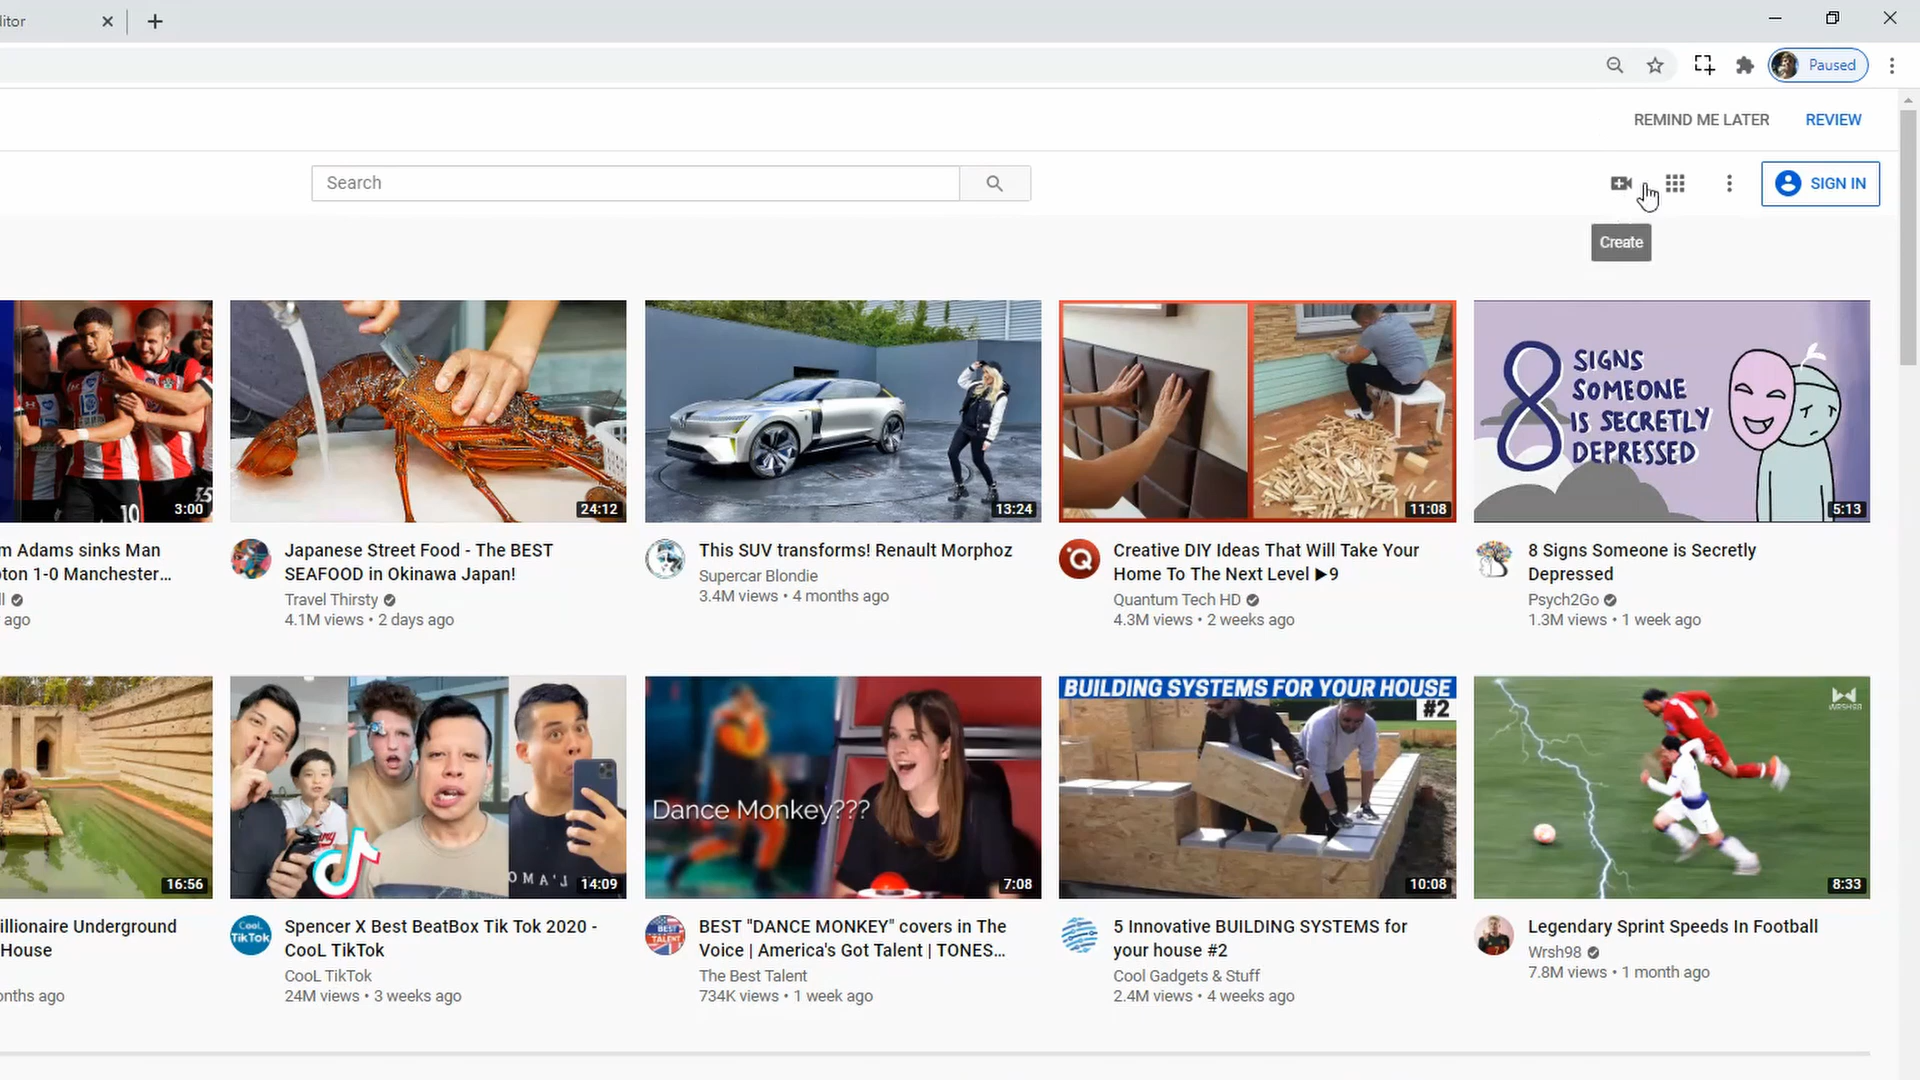 litor
Paused
REMIND ME LATER REVIEW
Search
SIGN IN
Create
10
3:00
24:12
13:24
11:08
8 SIGNS
SOMEONE
IS SECRETLY
DEPRESSED
5:13
m Adams sinks Man
ton 1-0 Manchester…
ll
ago
Japanese Street Food - The BEST
SEAFOOD in Okinawa Japan!
Travel Thirsty
4.1M views • 2 days ago
This SUV transforms! Renault Morphoz
Supercar Blondie
3.4M views • 4 months ago
Creative DIY Ideas That Will Take Your
Home To The Next Level ▶9
Quantum Tech HD
4.3M views • 2 weeks ago
8 Signs Someone is Secretly
Depressed
Psych2Go
1.3M views • 1 week ago
16:56
14:09
Dance Monkey???
7:08
BUILDING SYSTEMS FOR YOUR HOUSE
#2
10:08
WRSH98
8:33
illionaire Underground
House
onths ago
CooL
TikTok
Spencer X Best BeatBox Tik Tok 2020 -
CooL TikTok
CooL TikTok
24M views • 3 weeks ago
BEST
TALENT
BEST "DANCE MONKEY" covers in The
Voice | America's Got Talent | TONES…
The Best Talent
734K views • 1 week ago
5 Innovative BUILDING SYSTEMS for
your house #2
Cool Gadgets & Stuff
2.4M views • 4 weeks ago
Legendary Sprint Speeds In Football
Wrsh98
7.8M views • 1 month ago